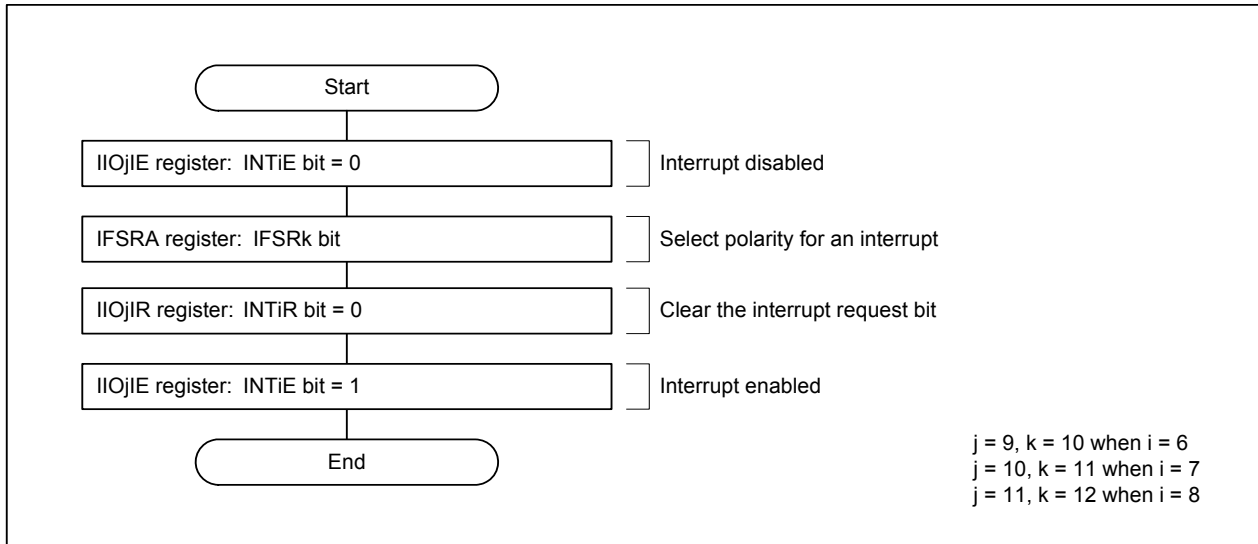 Start
IIOjIE register: INTiE bit = 0
Interrupt disabled
IFSRA register: IFSRk bit
Select polarity for an interrupt
IIOjIR register: INTiR bit = 0
Clear the interrupt request bit
IIOjIE register: INTiE bit = 1
Interrupt enabled
End
j = 9, k = 10 when i = 6
j = 10, k = 11 when i = 7
j = 11, k = 12 when i = 8